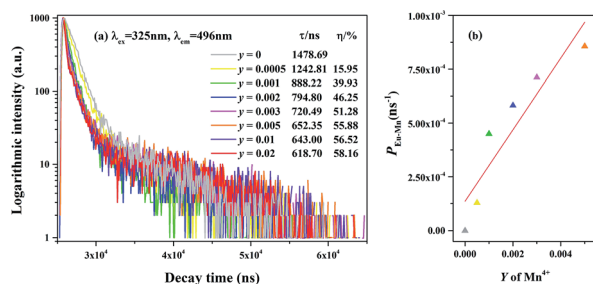 (a) λex=325nm, λem=496nm
τ/ns η/%
y = 0 1478.69
y = 0.0005 1242.81 15.95
y = 0.001 888.22 39.93
y = 0.002 794.80 46.25
y = 0.003 720.49 51.28
y = 0.005 652.35 55.88
y = 0.01 643.00 56.52
y = 0.02 618.70 58.16
Logarithmic intensity (a.u.)
1000
100
10
1
3x10⁴ 4x10⁴ 5x10⁴ 6x10⁴
Decay time (ns)
(b)
P Eu-Mn (ns⁻¹)
1.00x10⁻³
7.50x10⁻⁴
5.00x10⁻⁴
2.50x10⁻⁴
0.00
0.000 0.002 0.004
Y of Mn⁴⁺